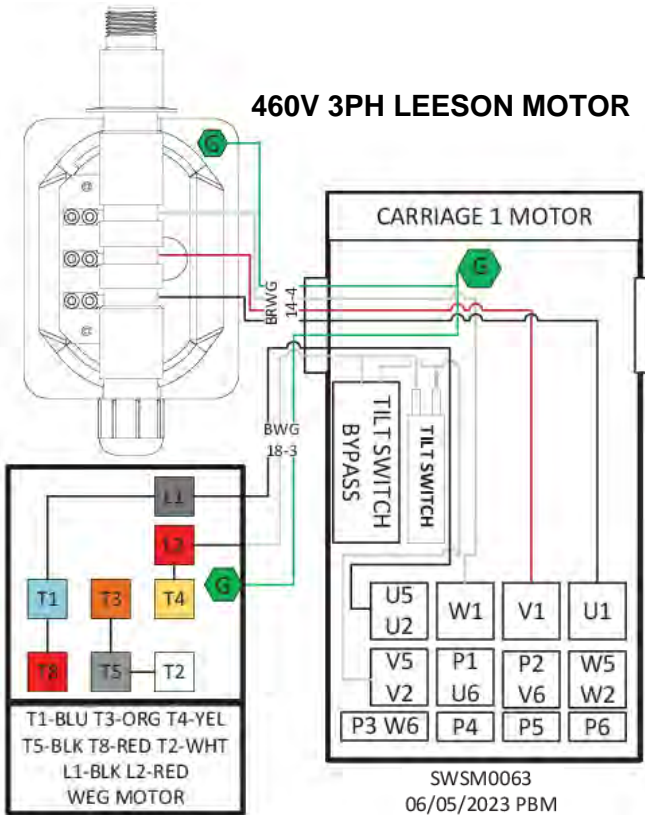 460V 3PH LEESON MOTOR
G
CARRIAGE 1 MOTOR
G
BRWG
14-4
BWG
18-3
TILT SWITCH
BYPASS
TILT SWITCH
L1
L2
T1
T3
T4
G
T8
T5
T2
U5
U2
W1
V1
U1
V5
V2
P1
U6
P2
V6
W5
W2
P3 W6
P4
P5
P6
T1-BLU T3-ORG T4-YEL
T5-BLK T8-RED T2-WHT
L1-BLK L2-RED
WEG MOTOR
SWSM0063
06/05/2023 PBM